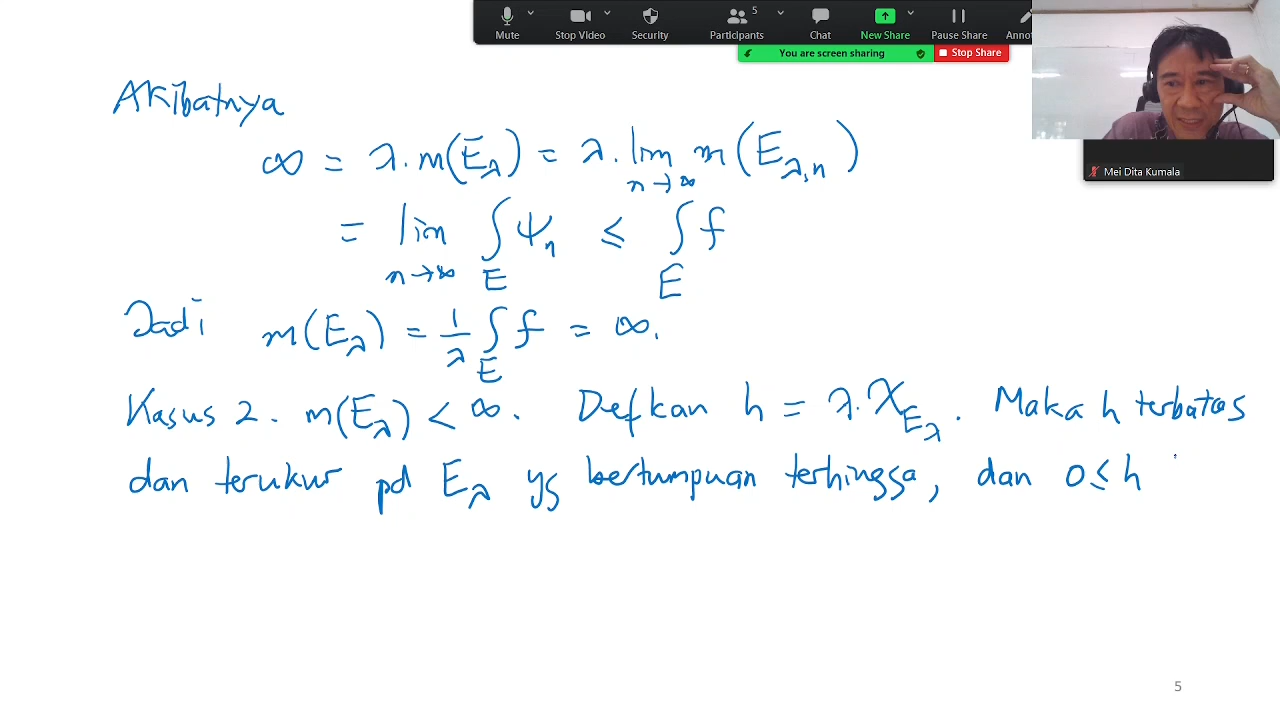 Mute
Stop Video
Security
5
Participants
Chat
New Share
Pause Share
Annot
You are screen sharing
Stop Share
Mei Dita Kumala
Akibatnya
∞ = λ. m(E_λ) = λ. lim_{n→∞} m(E_{λ,n})
= lim_{n→∞} ∫_E ψ_n ≤ ∫_E f
Jadi m(E_λ) = 1/λ ∫_E f = ∞.
Kasus 2. m(E_λ) < ∞. Defkan h = λ. χ_{E_λ}. Maka h terbatas
dan terukur pd E_λ yg bertumpuan terhingga, dan 0 ≤ h
5